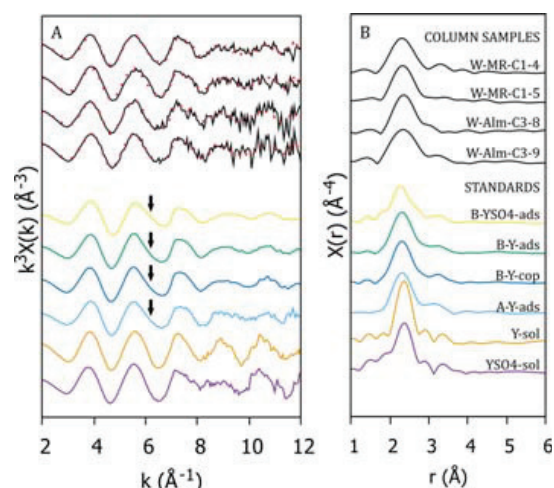 A
B
COLUMN SAMPLES
W-MR-C1-4
W-MR-C1-5
W-Alm-C3-8
W-Alm-C3-9
STANDARDS
B-YSO4-ads
B-Y-ads
B-Y-cop
A-Y-ads
Y-sol
YSO4-sol
k³X(k) (Å⁻³)
X(r) (Å⁻⁴)
2 4 6 8 10 12
1 2 3 4 5 6
k (Å⁻¹)
r (Å)